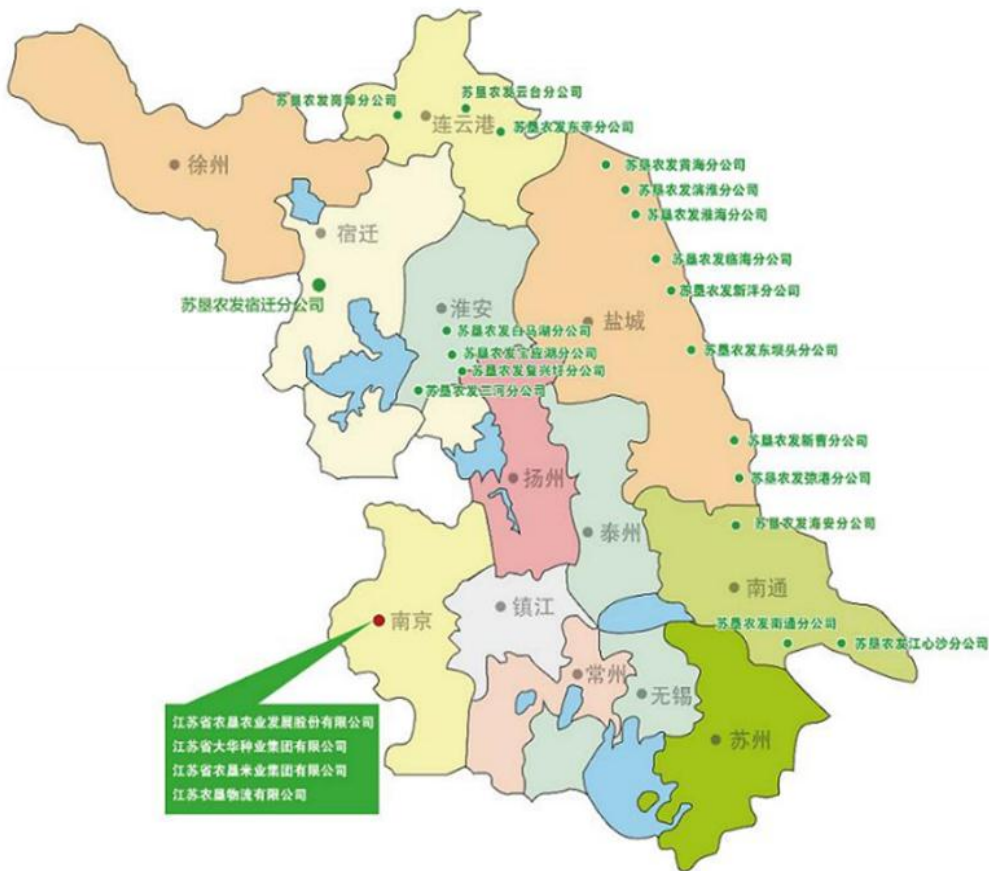 苏垦农发云台分公司
苏垦农发岗埠分公司
连云港
苏垦农发东辛分公司
徐州
苏垦农发黄海分公司
苏垦农发滨淮分公司
苏垦农发淮海分公司
宿迁
苏垦农发临海分公司
苏垦农发新洋分公司
苏垦农发宿迁分公司
淮安
盐城
苏垦农发白马湖分公司
苏垦农发东坝头分公司
苏垦农发宝应湖分公司
苏垦农发复兴圩分公司
苏垦农发三河分公司
苏垦农发新曹分公司
扬州
苏垦农发弶港分公司
苏垦农发海安分公司
泰州
南通
镇江
南京
苏垦农发南通分公司
苏垦农发江心沙分公司
常州
无锡
江苏省农垦农业发展股份有限公司
苏州
江苏省大华种业集团有限公司
江苏省农垦米业集团有限公司
江苏农垦物流有限公司